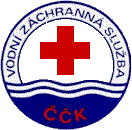 VODNÍ ZÁCHRANNÁ SLUŽBA
ČČK